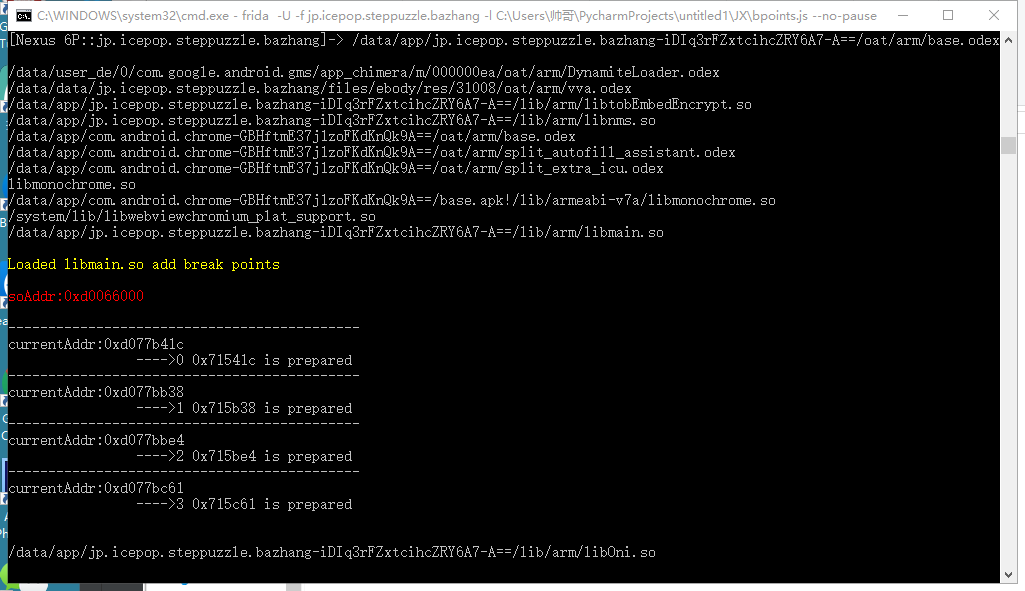 C:\WINDOWS\system32\cmd.exe - frida -U -f jp.icepop.steppuzzle.bazhang -l C:\Users\帅哥\PycharmProjects\untitled1\JX\bpoints.js --no-pause
[Nexus 6P::jp.icepop.steppuzzle.bazhang]-> /data/app/jp.icepop.steppuzzle.bazhang-iDIq3rFZxtcihcZRY6A7-A==/oat/arm/base.odex
/data/user_de/0/com.google.android.gms/app_chimera/m/000000ea/oat/arm/DynamiteLoader.odex
/data/data/jp.icepop.steppuzzle.bazhang/files/ebody/res/31008/oat/arm/vva.odex
/data/app/jp.icepop.steppuzzle.bazhang-iDIq3rFZxtcihcZRY6A7-A==/lib/arm/libtobEmbedEncrypt.so
/data/app/jp.icepop.steppuzzle.bazhang-iDIq3rFZxtcihcZRY6A7-A==/lib/arm/libnms.so
/data/app/com.android.chrome-GBHftmE37j1zoFKdKnQk9A==/oat/arm/base.odex
/data/app/com.android.chrome-GBHftmE37j1zoFKdKnQk9A==/oat/arm/split_autofill_assistant.odex
/data/app/com.android.chrome-GBHftmE37j1zoFKdKnQk9A==/oat/arm/split_extra_icu.odex
libmonochrome.so
/data/app/com.android.chrome-GBHftmE37j1zoFKdKnQk9A==/base.apk!/lib/armeabi-v7a/libmonochrome.so
/system/lib/libwebviewchromium_plat_support.so
/data/app/jp.icepop.steppuzzle.bazhang-iDIq3rFZxtcihcZRY6A7-A==/lib/arm/libmain.so
Loaded libmain.so add break points
soAddr:0xd0066000
--------------------------------------------
currentAddr:0xd077b41c
---->0 0x71541c is prepared
--------------------------------------------
currentAddr:0xd077bb38
---->1 0x715b38 is prepared
--------------------------------------------
currentAddr:0xd077bbe4
---->2 0x715be4 is prepared
--------------------------------------------
currentAddr:0xd077bc61
---->3 0x715c61 is prepared
/data/app/jp.icepop.steppuzzle.bazhang-iDIq3rFZxtcihcZRY6A7-A==/lib/arm/libOni.so